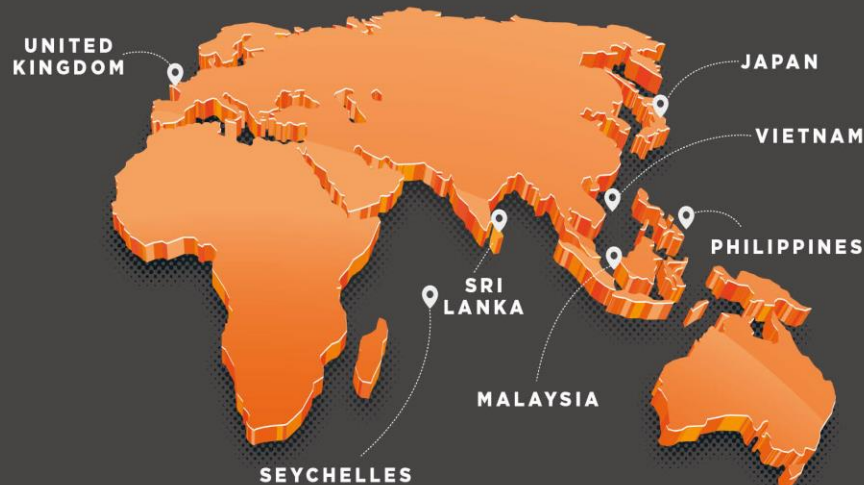 UNITED
KINGDOM
JAPAN
VIETNAM
PHILIPPINES
SRI
LANKA
MALAYSIA
SEYCHELLES